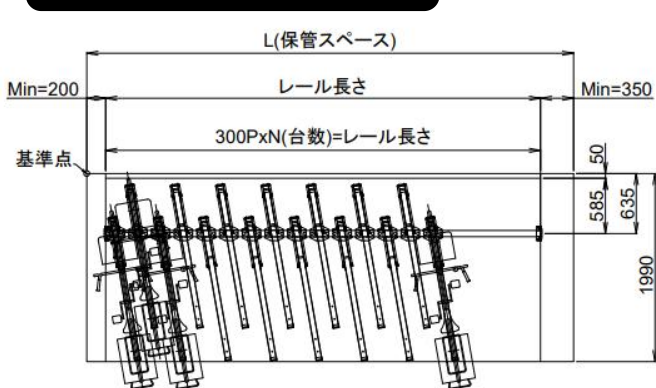 L(保管スペース)
Min=200
レール長さ
Min=350
300PxN(台数)=レール長さ
基準点
50
585
635
1990